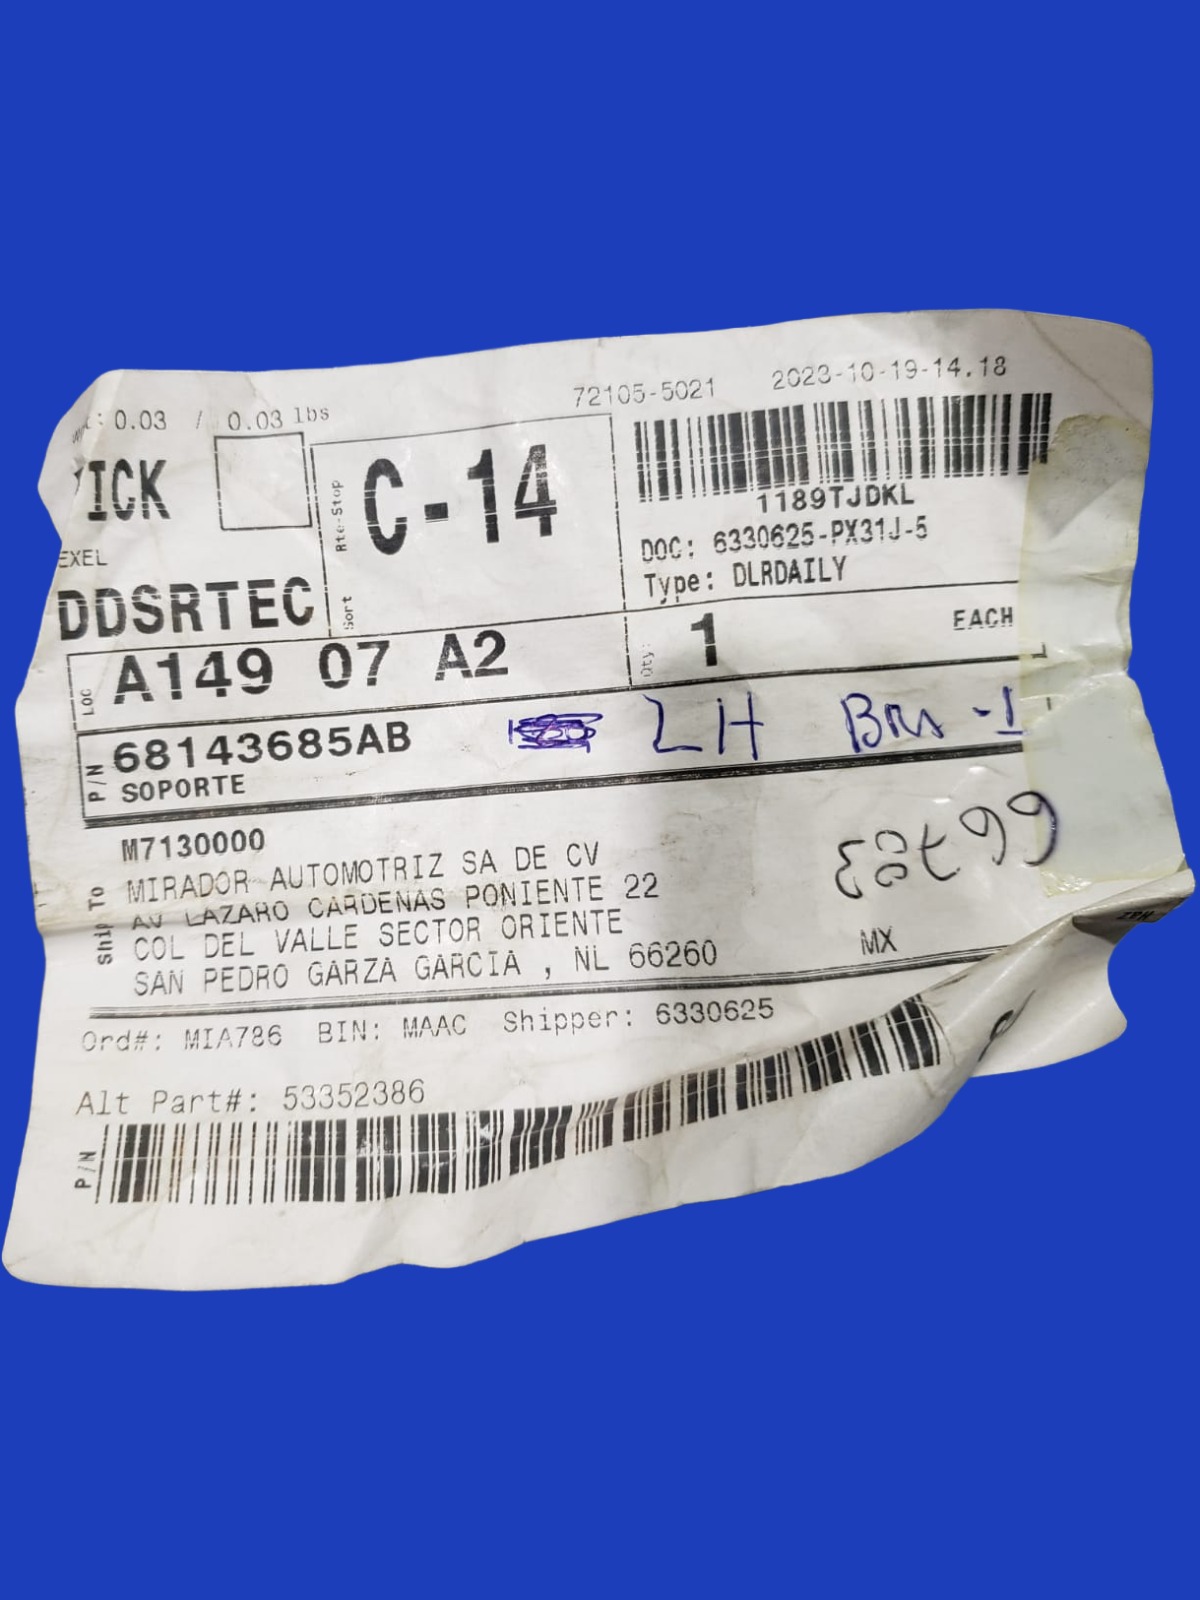 : 0.03 / 0.03 lbs
72105-5021 2023-10-19-14.18
ICK
Rte-Stop
C-14
1189TJDKL
EXEL
DOC: 6330625-PX31J-5
DDSRTEC
Sort
Type: DLRDAILY
LOC A149 07 A2
Qty: 1 EACH
P/N 68143685AB LH
SOPORTE
M7130000
Ship To
MIRADOR AUTOMOTRIZ SA DE CV
AV LAZARO CARDENAS PONIENTE 22
COL DEL VALLE SECTOR ORIENTE
SAN PEDRO GARZA GARCIA , NL 66260 MX
Ord#: MIA786 BIN: MAAC Shipper: 6330625
Alt Part#: 53352386
P/N